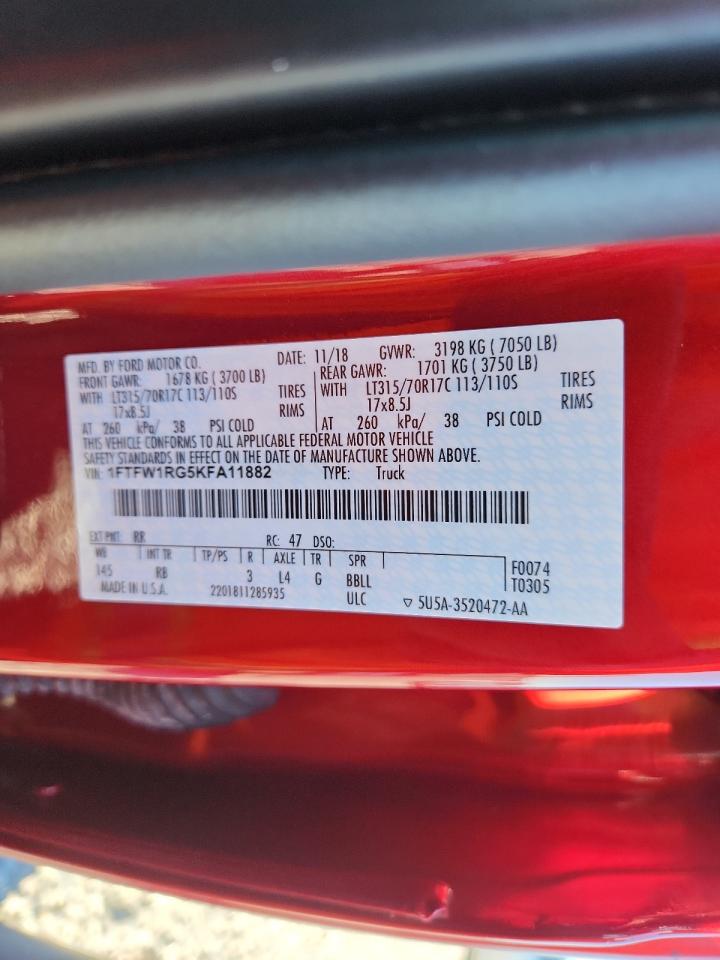 MFD. BY FORD MOTOR CO. DATE: 11/18 GVWR: 3198 KG ( 7050 LB)
FRONT GAWR: 1678 KG (3700 LB) REAR GAWR: 1701 KG ( 3750 LB)
WITH LT315/70R17C 113/110S TIRES WITH LT315/70R17C 113/110S TIRES
17x8.5J RIMS 17x8.5J RIMS
AT 260 kPa/ 38 PSI COLD AT 260 kPa/ 38 PSI COLD
THIS VEHICLE CONFORMS TO ALL APPLICABLE FEDERAL MOTOR VEHICLE
SAFETY STANDARDS IN EFFECT ON THE DATE OF MANUFACTURE SHOWN ABOVE.
VIN: 1FTFW1RG5KFA11882 TYPE: Truck
EXT PNT: RR RC: 47 DSO:
WB INT TR TP/PS R AXLE TR SPR
145 RB 3 L4 G BBLL
ULC
F0074
T0305
MADE IN U.S.A. 2201811285935
▽ 5U5A-3520472-AA